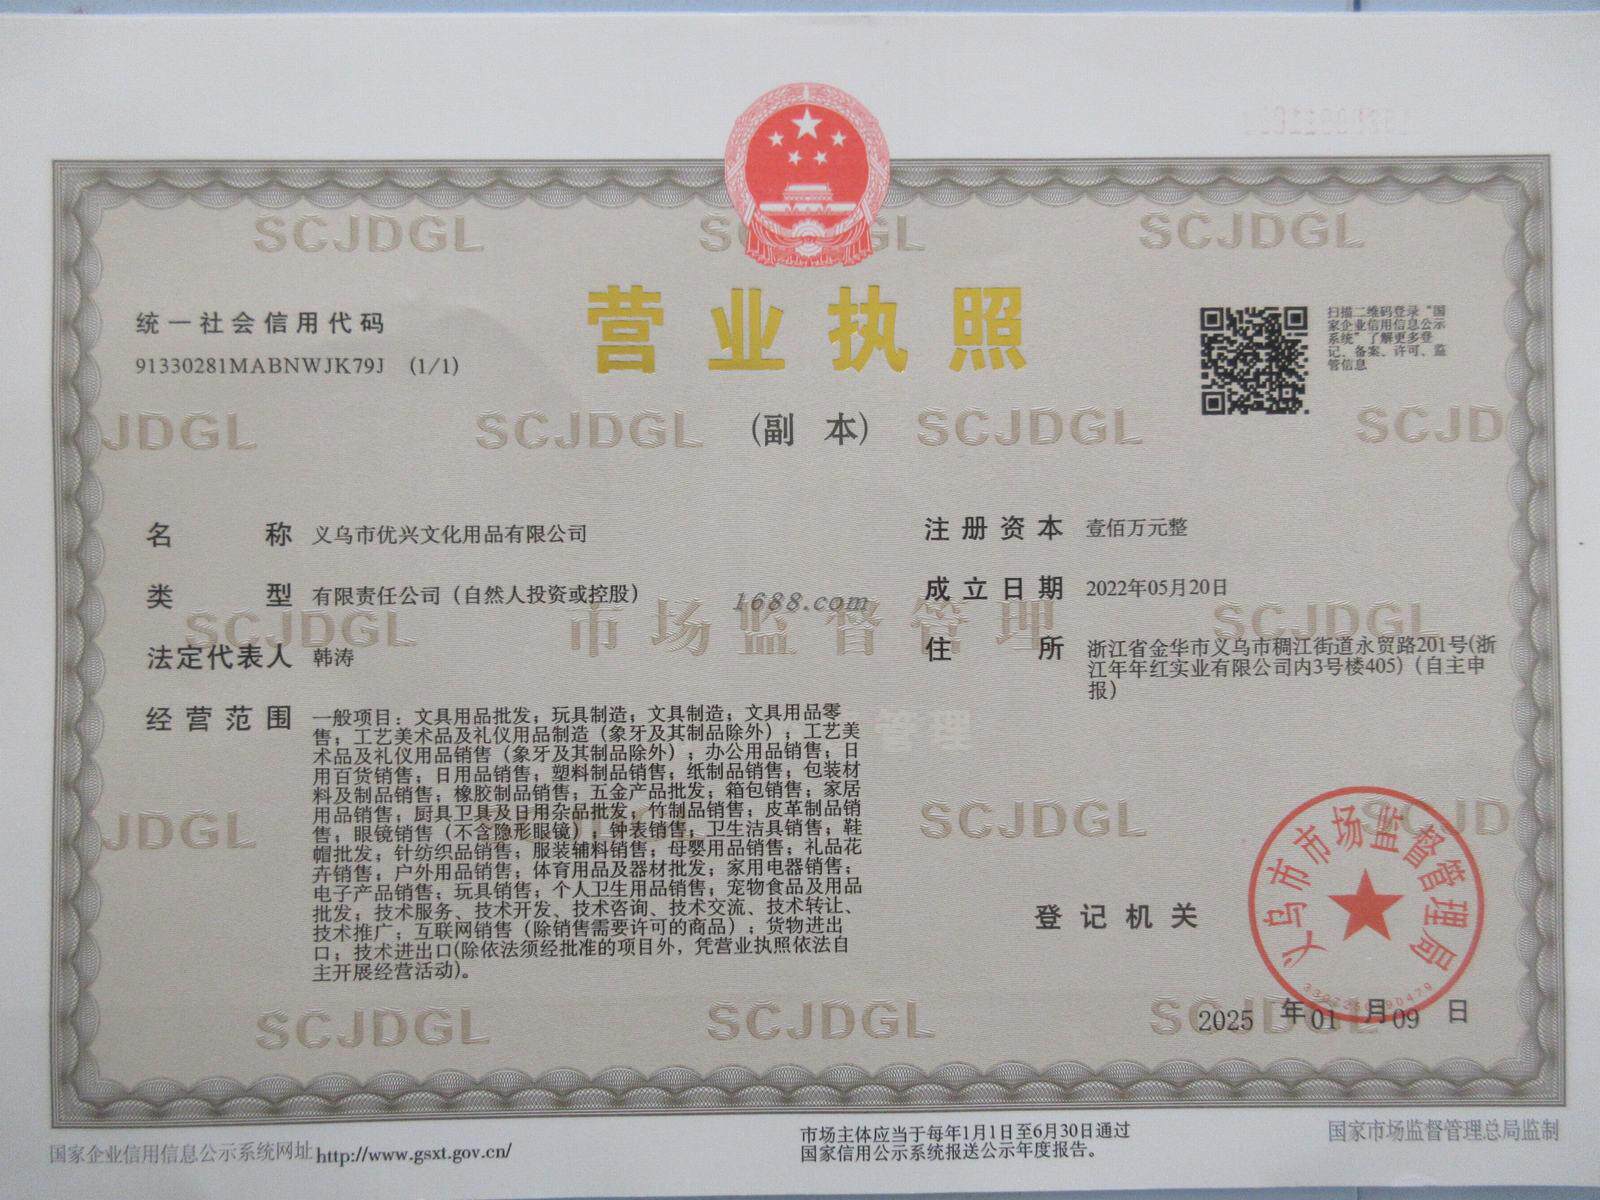 SCJDGL
SCJDGL
营业执照
(副 本)
统一社会信用代码
91330281MABNWJK79J (1/1)
扫描二维码登录“国
家企业信用信息公示
系统”了解更多登
记、备案、许可、监
管信息
JDGL
SCJDGL
SCJDGL
SCJD
名 称 义乌市优兴文化用品有限公司
类 型 有限责任公司（自然人投资或控股）
法定代表人 韩涛
经营范围 一般项目：文具用品批发；玩具制造；文具制造；文具用品零
售；工艺美术品及礼仪用品制造（象牙及其制品除外）；工艺美
术品及礼仪用品销售（象牙及其制品除外）；办公用品销售；日
用百货销售；日用品销售；塑料制品销售；纸制品销售；包装材
料及制品销售；橡胶制品销售；五金产品批发；箱包销售；家居
用品销售；厨具卫具及日用杂品批发；竹制品销售；皮革制品销
售；眼镜销售（不含隐形眼镜）；钟表销售；卫生洁具销售；鞋
帽批发；针纺织品销售；服装辅料销售；母婴用品销售；礼品花
卉销售；户外用品销售；体育用品及器材批发；家用电器销售；
电子产品销售；玩具销售；个人卫生用品销售；宠物食品及用品
批发；技术服务、技术开发、技术咨询、技术交流、技术转让、
技术推广；互联网销售（除销售需要许可的商品）；货物进出
口；技术进出口(除依法须经批准的项目外，凭营业执照依法自
主开展经营活动)。
注册资本 壹佰万元整
成立日期 2022年05月20日
住 所 浙江省金华市义乌市稠江街道永贸路201号(浙
江年年红实业有限公司内3号楼405)（自主申
报）
1688.com
SCJDGL
市场监督管理
SCJDGL
管理
JDGL
SCJDGL
登记机关
义乌市市场监督管理局
2025 年 01 月 09 日
SCJDGL
SCJDGL
国家企业信用信息公示系统网址 http://www.gsxt.gov.cn/
市场主体应当于每年1月1日至6月30日通过
国家信用公示系统报送公示年度报告。
国家市场监督管理总局监制